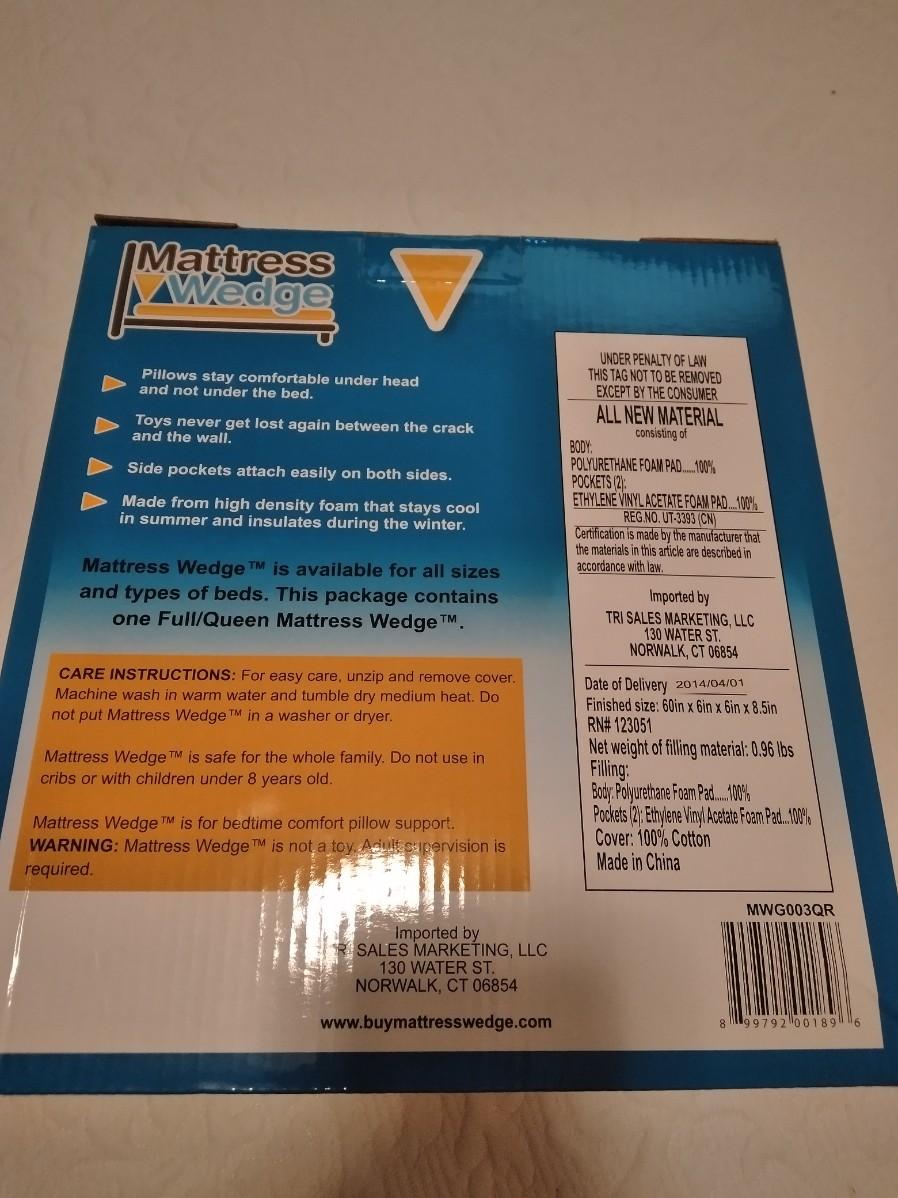 Mattress
Wedge
Pillows stay comfortable under head
and not under the bed.
Toys never get lost again between the crack
and the wall.
Side pockets attach easily on both sides.
Made from high density foam that stays cool
in summer and insulates during the winter.
Mattress Wedge™ is available for all sizes
and types of beds. This package contains
one Full/Queen Mattress Wedge™.
CARE INSTRUCTIONS: For easy care, unzip and remove cover.
Machine wash in warm water and tumble dry medium heat. Do
not put Mattress Wedge™ in a washer or dryer.
Mattress Wedge™ is safe for the whole family. Do not use in
cribs or with children under 8 years old.
Mattress Wedge™ is for bedtime comfort pillow support.
WARNING: Mattress Wedge™ is not a toy. Adult supervision is
required.
Imported by
TRI SALES MARKETING, LLC
130 WATER ST.
NORWALK, CT 06854
www.buymattresswedge.com
UNDER PENALTY OF LAW
THIS TAG NOT TO BE REMOVED
EXCEPT BY THE CONSUMER
ALL NEW MATERIAL
consisting of
BODY:
POLYURETHANE FOAM PAD......100%
POCKETS (2):
ETHYLENE VINYL ACETATE FOAM PAD....100%
REG.NO. UT-3393 (CN)
Certification is made by the manufacturer that
the materials in this article are described in
accordance with law.
Imported by
TRI SALES MARKETING, LLC
130 WATER ST.
NORWALK, CT 06854
Date of Delivery 2014/04/01
Finished size: 60in x 6in x 6in x 8.5in
RN# 123051
Net weight of filling material: 0.96 lbs
Filling:
Body: Polyurethane Foam Pad......100%
Pockets (2): Ethylene Vinyl Acetate Foam Pad...100%
Cover: 100% Cotton
Made in China
MWG003QR
8 99792 00189 6